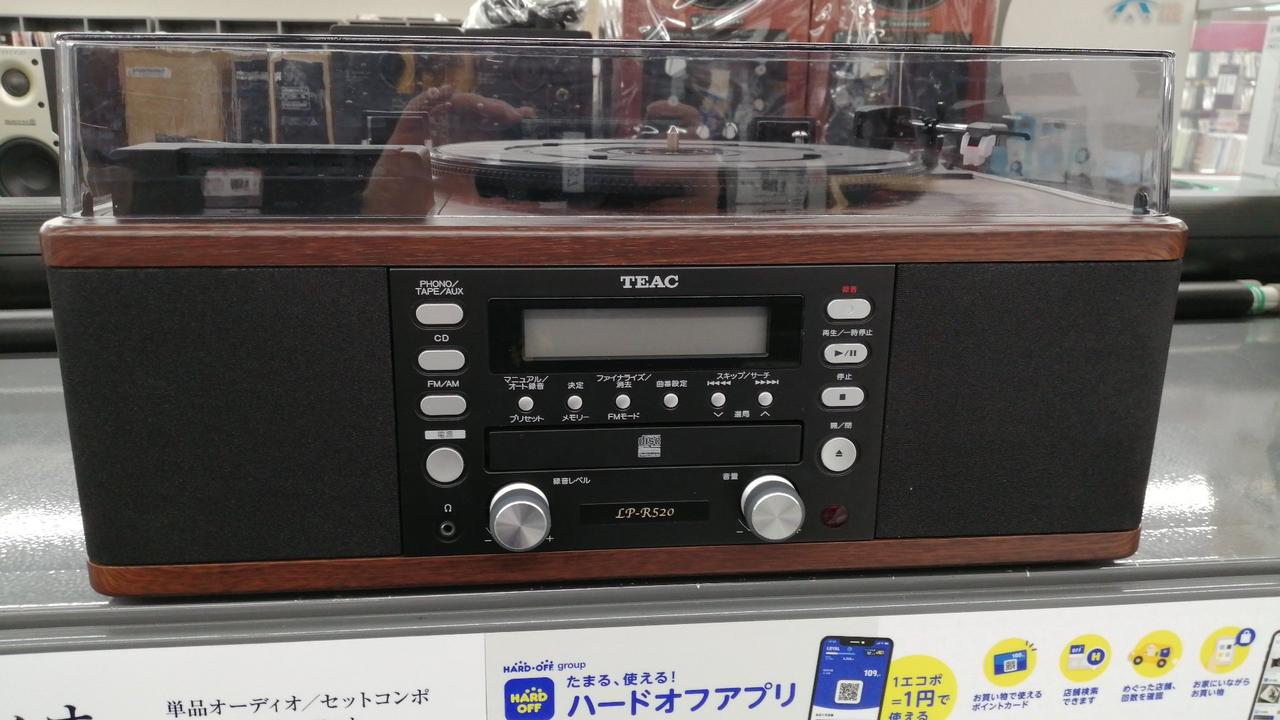 TEAC
PHONO/
TAPE/AUX
CD
FM/AM
電源
録音
再生/一時停止
停止
開/閉
マニュアル/
オート録音
決定
ファイナライズ/
消去
曲番設定
スキップ/サーチ
プリセット
メモリー
FMモード
選局
録音レベル
音量
LP-R520
- +
-
単品オーディオ/セットコンポ
HARD・OFF group
HARD
OFF
たまる、使える!
ハードオフアプリ
1エコポ
=1円で
使える
お買い物で使える
ポイントカード
店舗検索
できます
めぐった店舗、
回数を確認
お家にいながら
お買い物